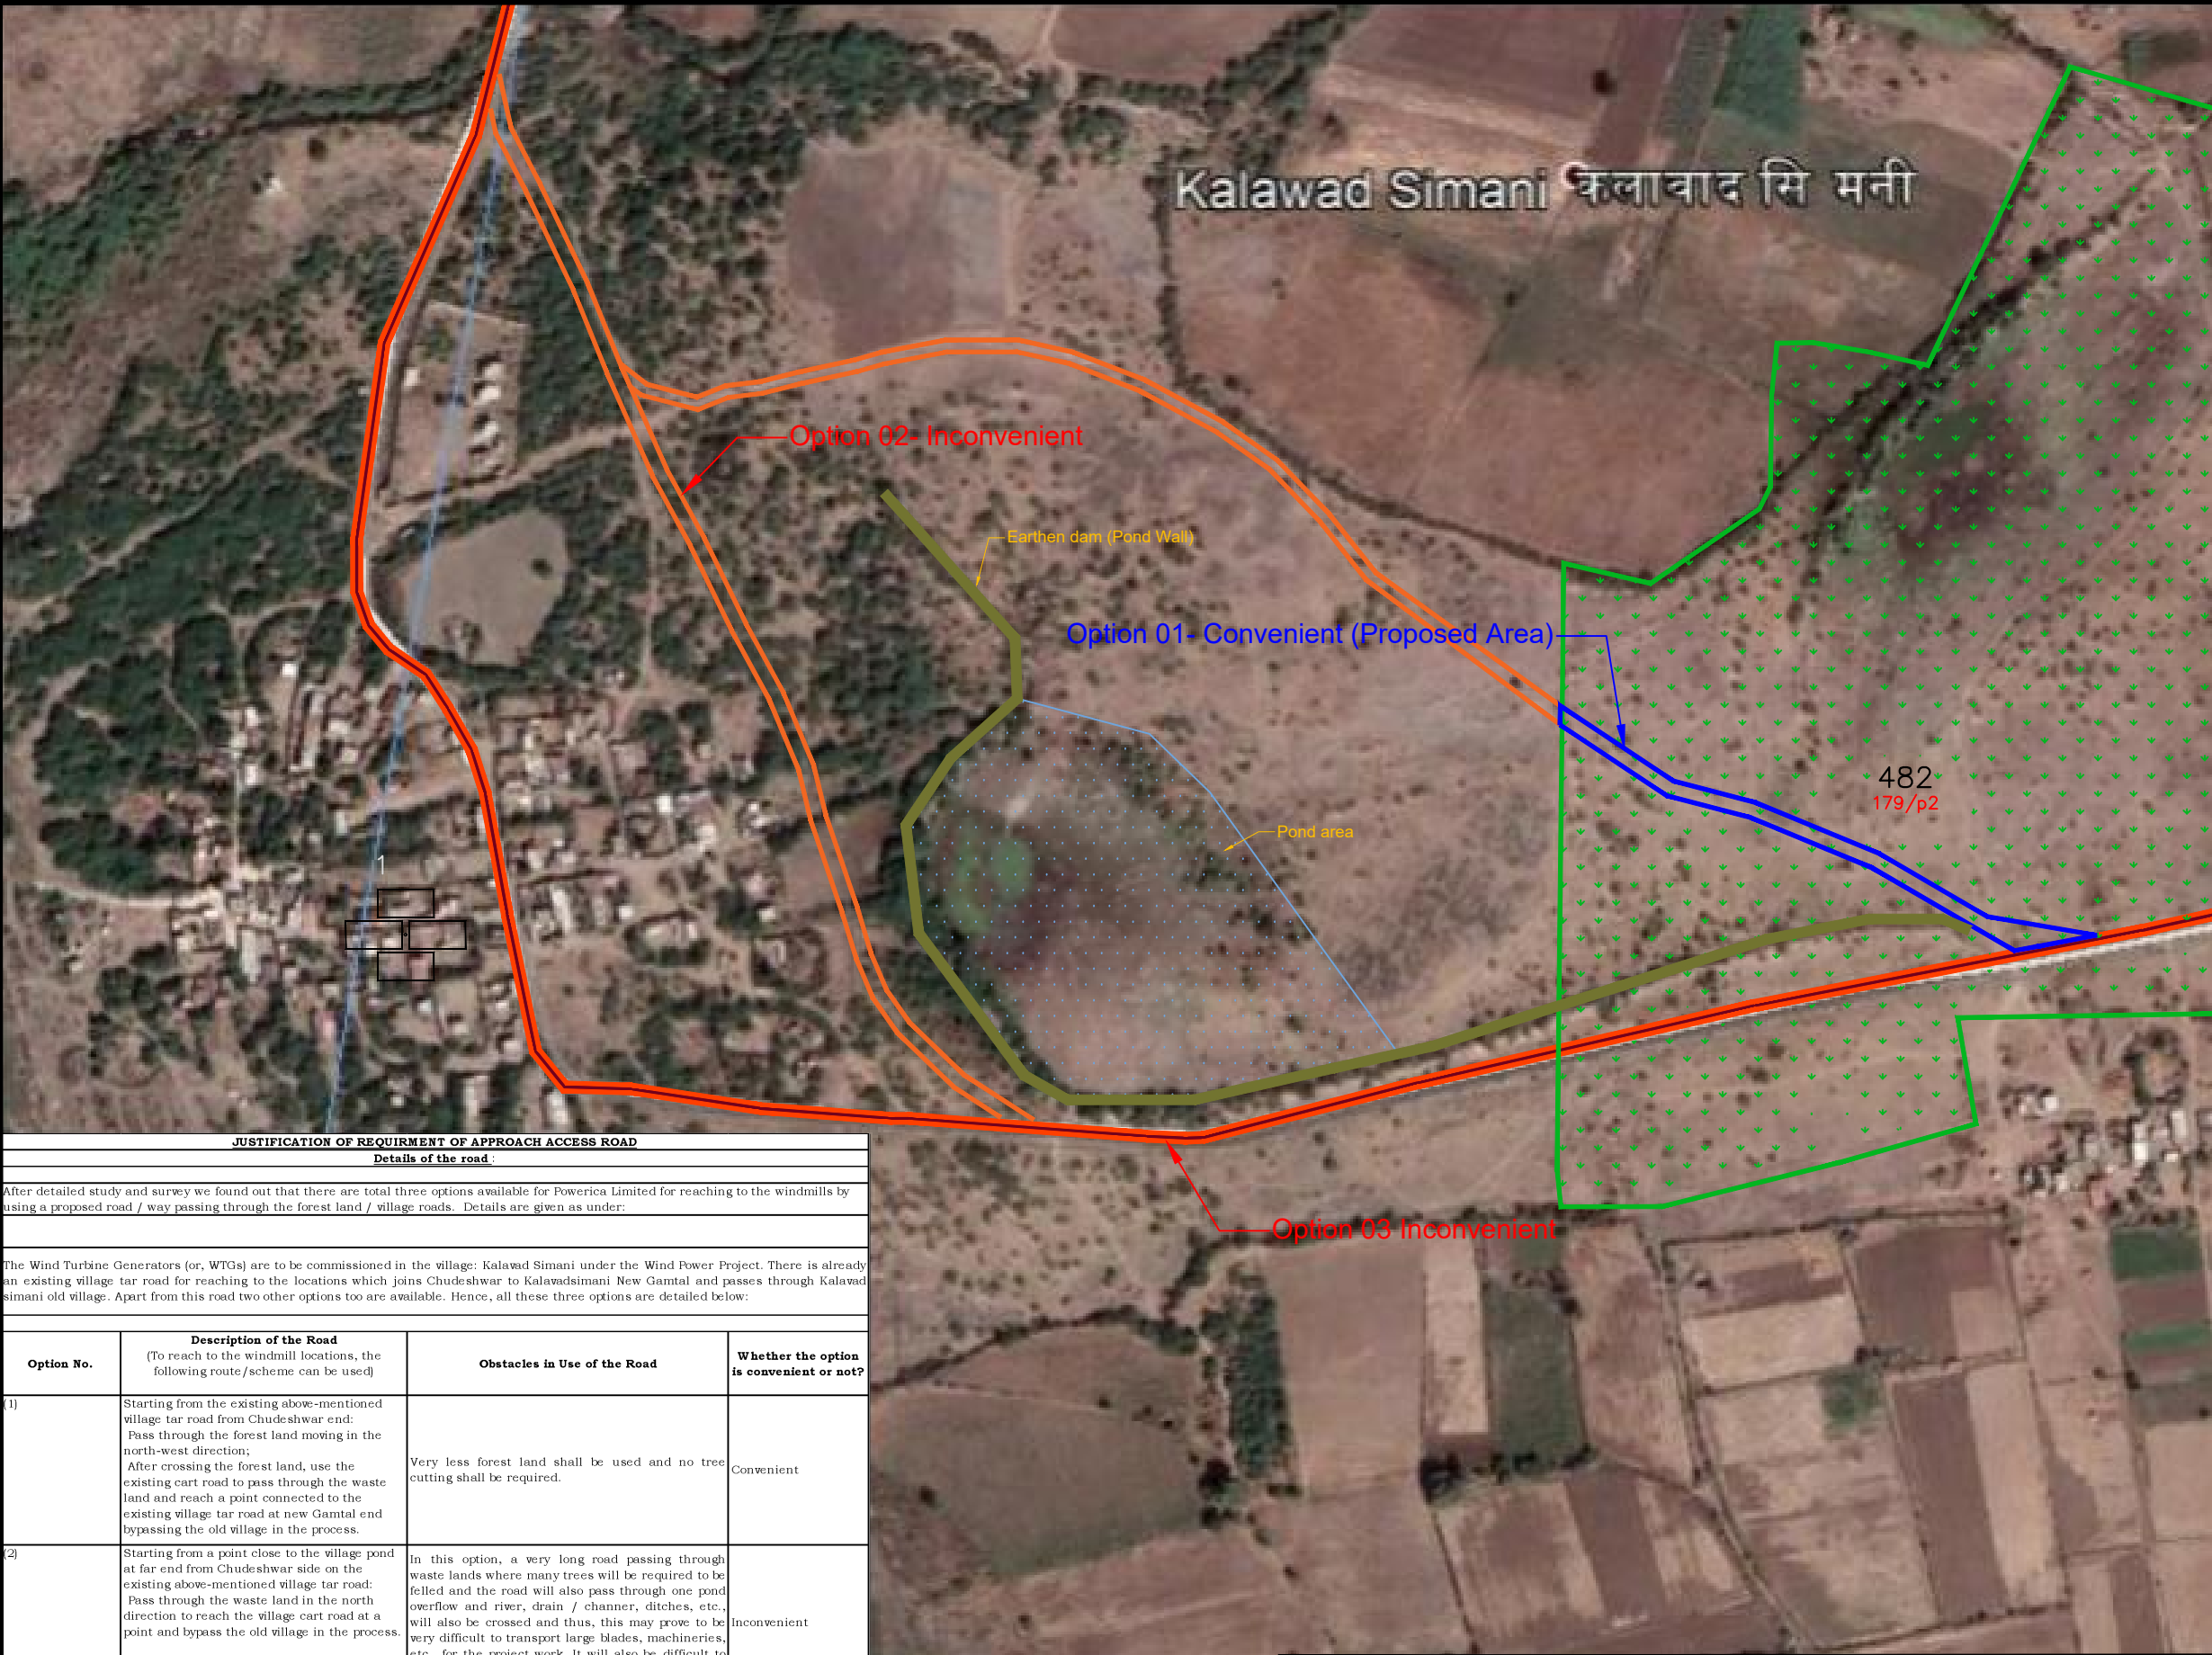 Kalawad Simani कलावाद सि मनी
Option 02- Inconvenient
Earthen dam (Pond Wall)
Option 01- Convenient (Proposed Area)
482
179/p2
Pond area
1
Option 03 Inconvenient
JUSTIFICATION OF REQUIRMENT OF APPROACH ACCESS ROAD
Details of the road :
After detailed study and survey we found out that there are total three options available for Powerica Limited for reaching to the windmills by
using a proposed road / way passing through the forest land / village roads. Details are given as under:
The Wind Turbine Generators (or, WTGs) are to be commissioned in the village: Kalavad Simani under the Wind Power Project. There is already
an existing village tar road for reaching to the locations which joins Chudeshwar to Kalavadsimani New Gamtal and passes through Kalavad
simani old village. Apart from this road two other options too are available. Hence, all these three options are detailed below:
Option No.
Description of the Road
(To reach to the windmill locations, the
following route/scheme can be used)
Obstacles in Use of the Road
Whether the option
is convenient or not?
(1)
Starting from the existing above-mentioned
village tar road from Chudeshwar end:
Pass through the forest land moving in the
north-west direction;
After crossing the forest land, use the
existing cart road to pass through the waste
land and reach a point connected to the
existing village tar road at new Gamtal end
bypassing the old village in the process.
Very less forest land shall be used and no tree
cutting shall be required.
Convenient
(2)
Starting from a point close to the village pond
at far end from Chudeshwar side on the
existing above-mentioned village tar road:
Pass through the waste land in the north
direction to reach the village cart road at a
point and bypass the old village in the process.
In this option, a very long road passing through
waste lands where many trees will be required to be
felled and the road will also pass through one pond
overflow and river, drain / channer, ditches, etc.,
will also be crossed and thus, this may prove to be
very difficult to transport large blades, machineries,
etc., for the project work. It will also be difficult to
Inconvenient